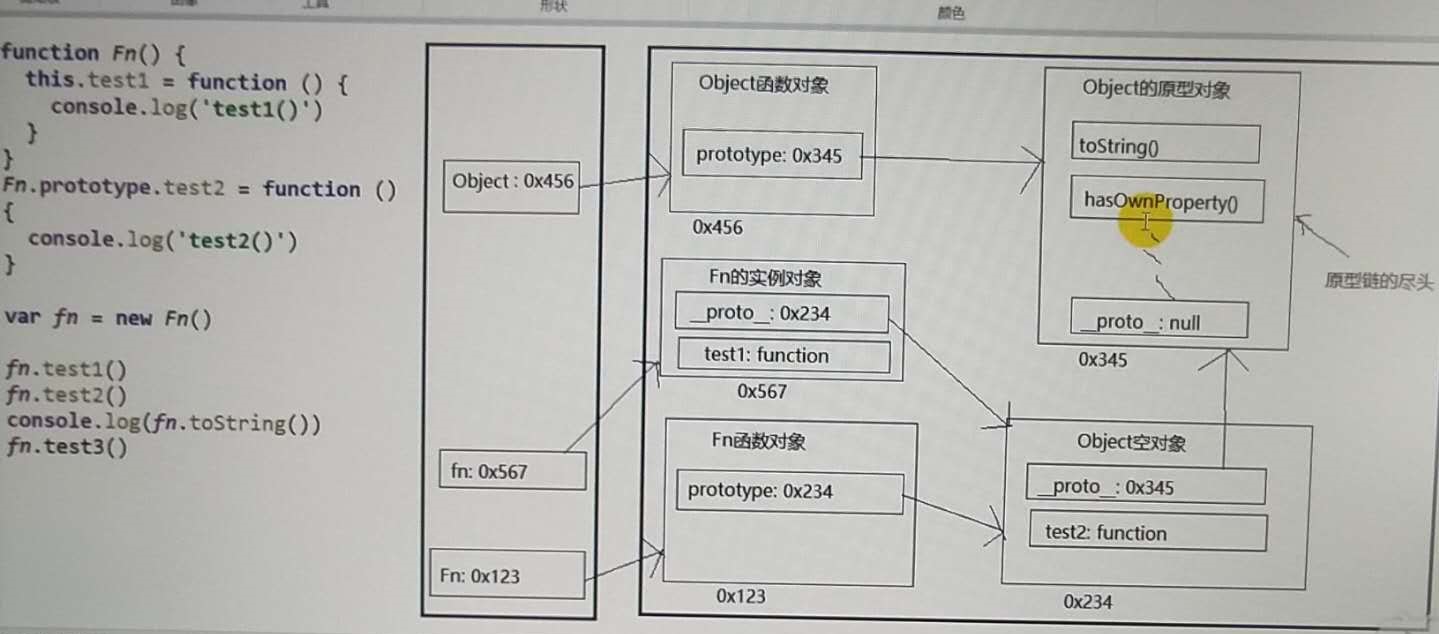 形状
颜色
function Fn() {
this.test1 = function () {
console.log('test1()')
}
}
Fn.prototype.test2 = function ()
{
console.log('test2()')
}
var fn = new Fn()
fn.test1()
fn.test2()
console.log(fn.toString())
fn.test3()
Object : 0x456
fn: 0x567
Fn: 0x123
Object函数对象
prototype: 0x345
0x456
Fn的实例对象
__proto__: 0x234
test1: function
0x567
Fn函数对象
prototype: 0x234
0x123
Object的原型对象
toString()
hasOwnProperty()
__proto__: null
0x345
原型链的尽头
Object空对象
__proto__: 0x345
test2: function
0x234